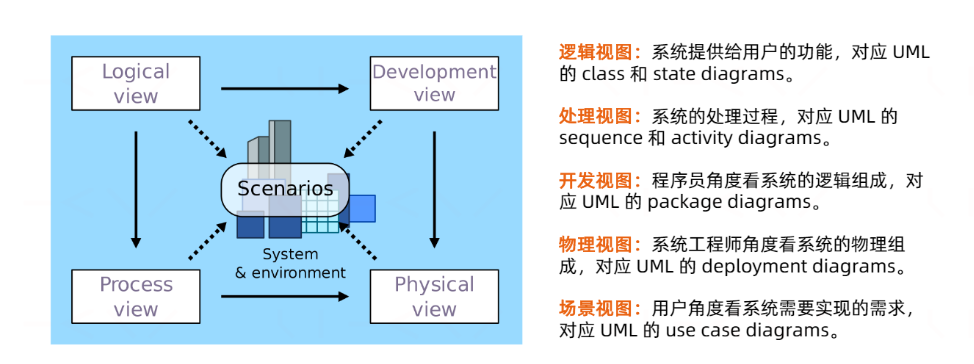 Logical
view
Development
view
Scenarios
System
& environment
Process
view
Physical
view
逻辑视图：系统提供给用户的功能，对应 UML
的 class 和 state diagrams。
处理视图：系统的处理过程，对应 UML 的
sequence 和 activity diagrams。
开发视图：程序员角度看系统的逻辑组成，对
应 UML 的 package diagrams。
物理视图：系统工程师角度看系统的物理组
成，对应 UML 的 deployment diagrams。
场景视图：用户角度看系统需要实现的需求，
对应 UML 的 use case diagrams。